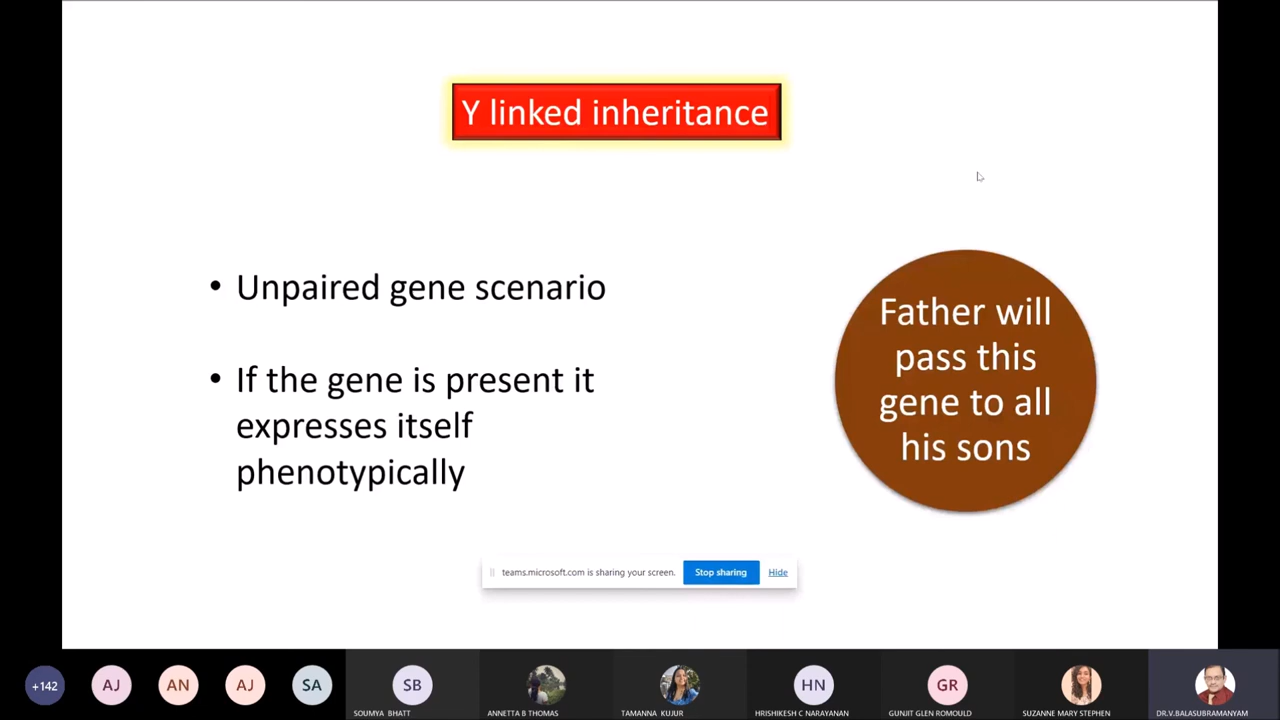 Y linked inheritance
• Unpaired gene scenario
• If the gene is present it
expresses itself
phenotypically
Father will
pass this
gene to all
his sons
teams.microsoft.com is sharing your screen.
Stop sharing
Hide
+142
AJ
AN
AJ
SA
SB
HN
GR
SOUMYA BHATT
ANNETTA B THOMAS
TAMANNA KUJUR
HRISHIKESH C NARAYANAN
GUNJIT GLEN ROMOULD
SUZANNE MARY STEPHEN
DR.V.BALASUBRAMANYAM